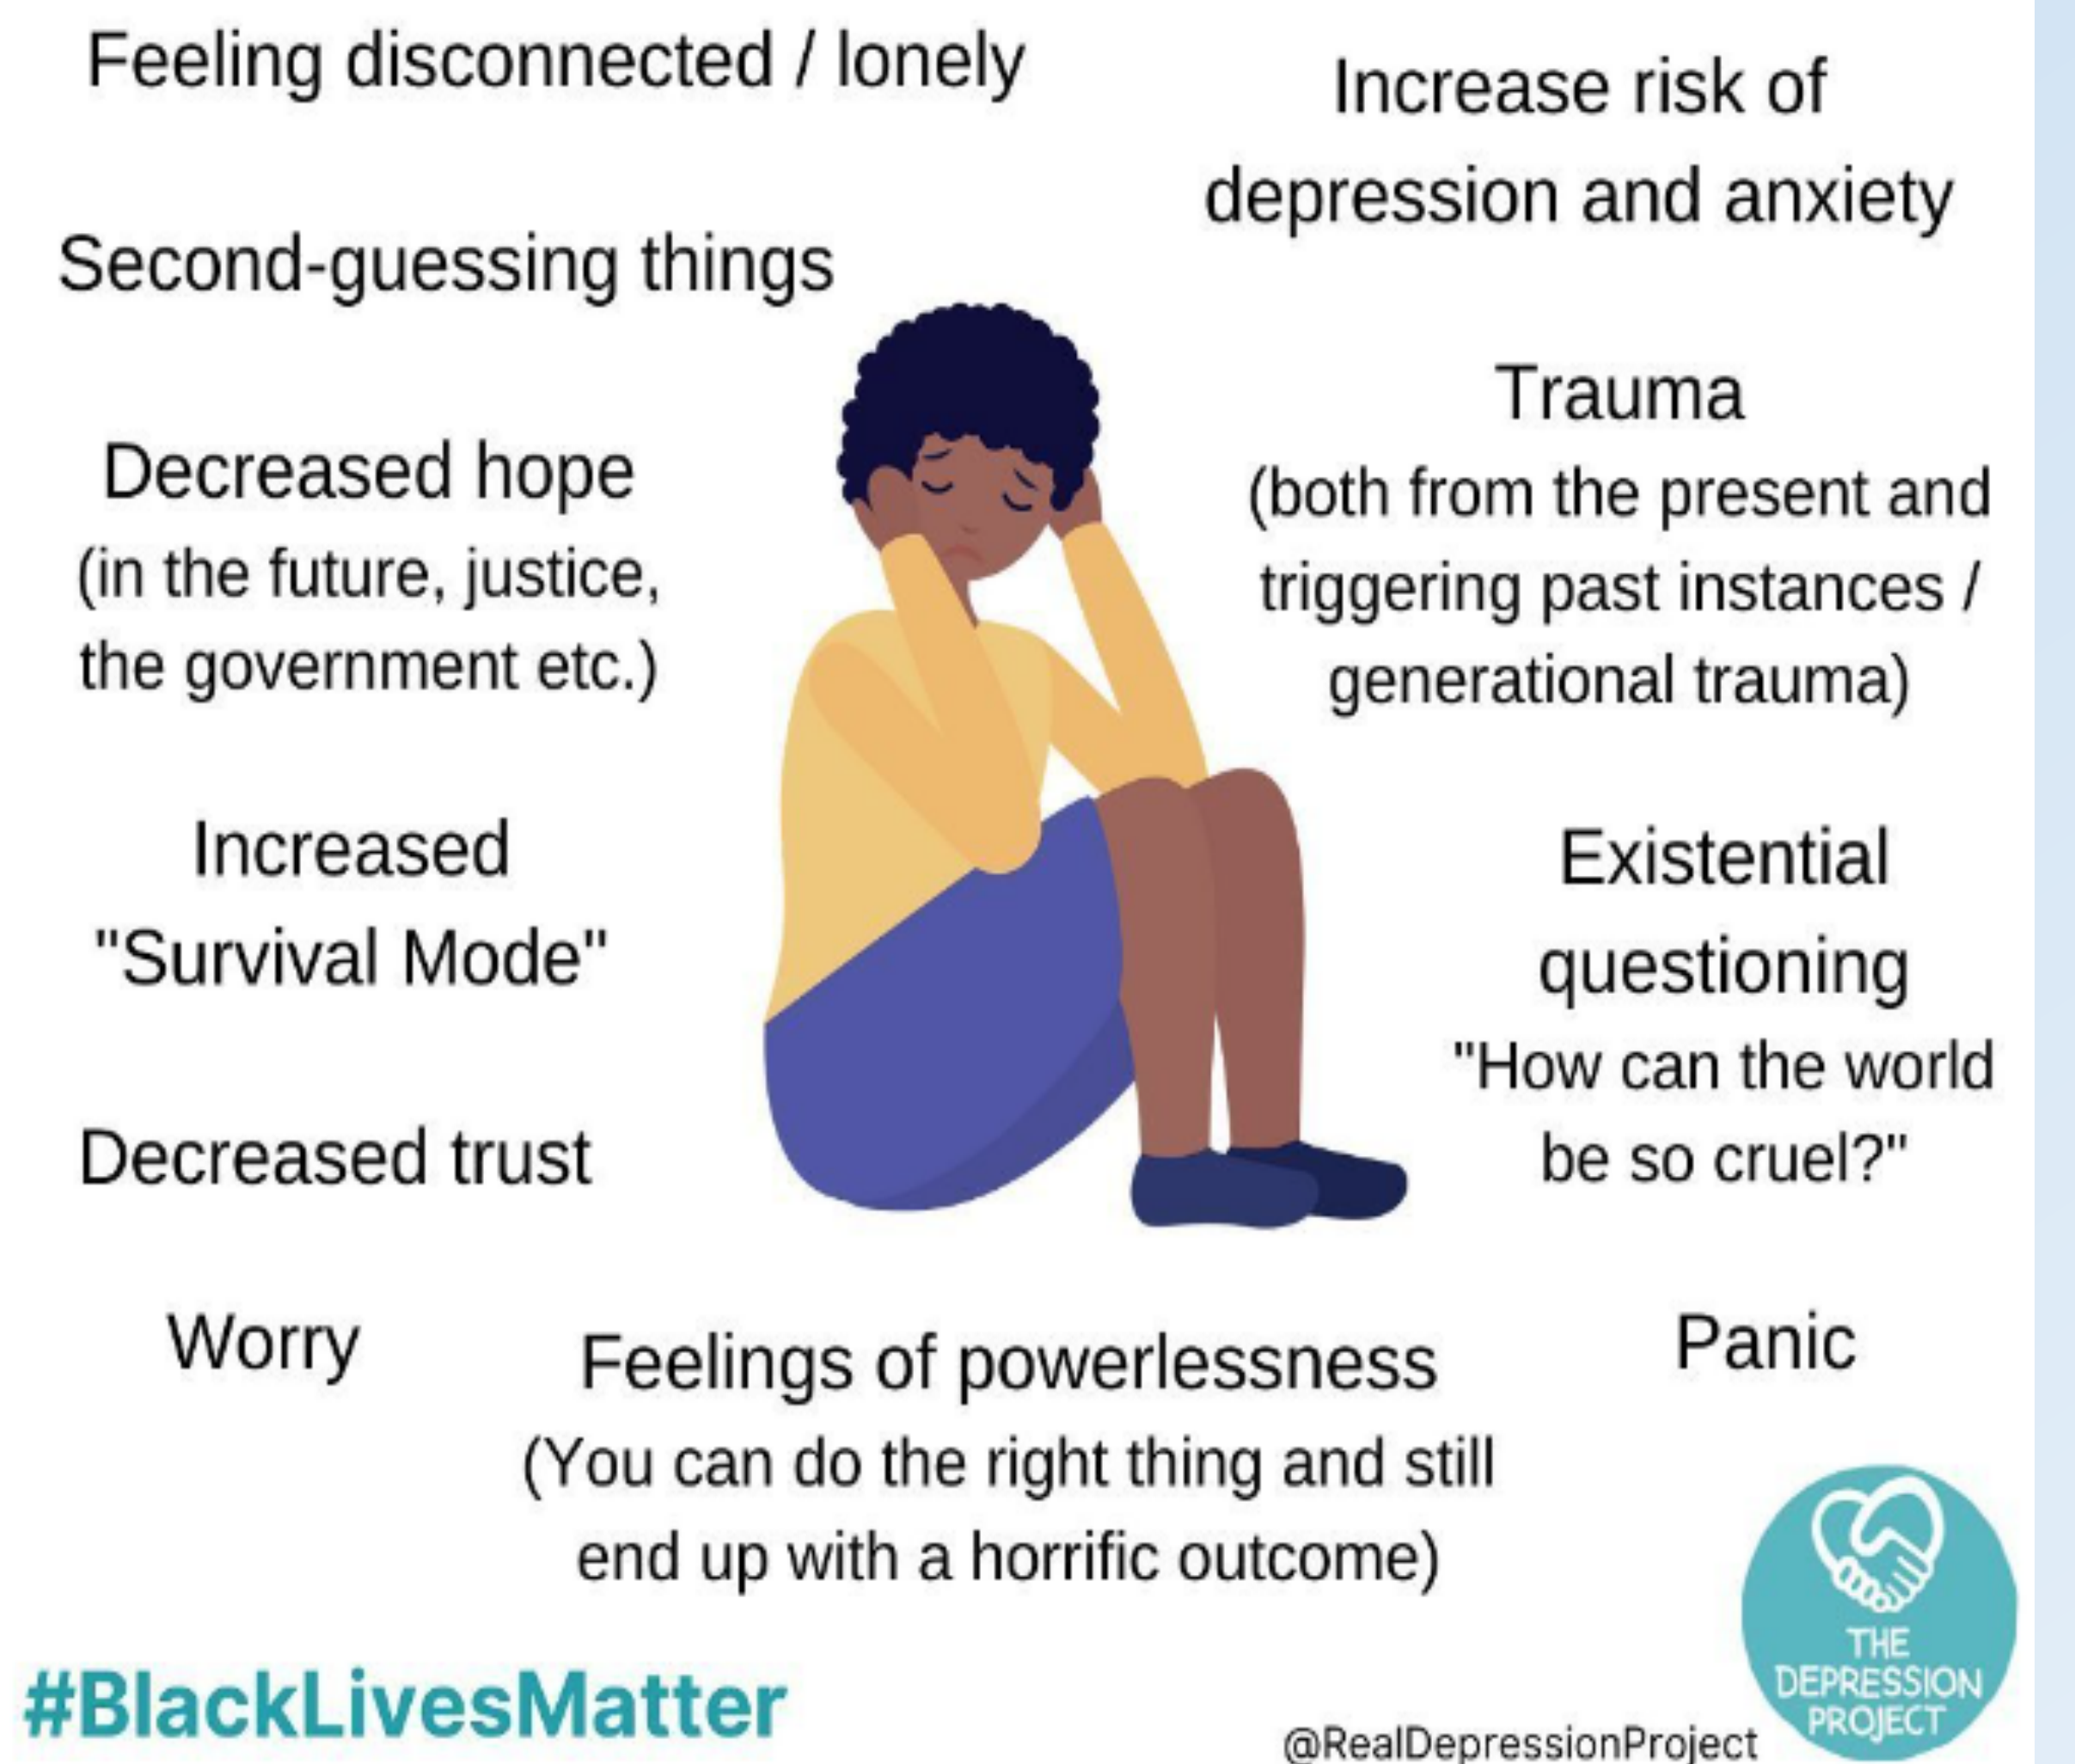 Feeling disconnected / lonely
Increase risk of
depression and anxiety
Second-guessing things
Trauma
(both from the present and
triggering past instances /
generational trauma)
Decreased hope
(in the future, justice,
the government etc.)
Increased
"Survival Mode"
Existential
questioning
"How can the world
be so cruel?"
Decreased trust
Worry
Feelings of powerlessness
(You can do the right thing and still
end up with a horrific outcome)
Panic
#BlackLivesMatter
@RealDepressionProject
THE
DEPRESSION
PROJECT